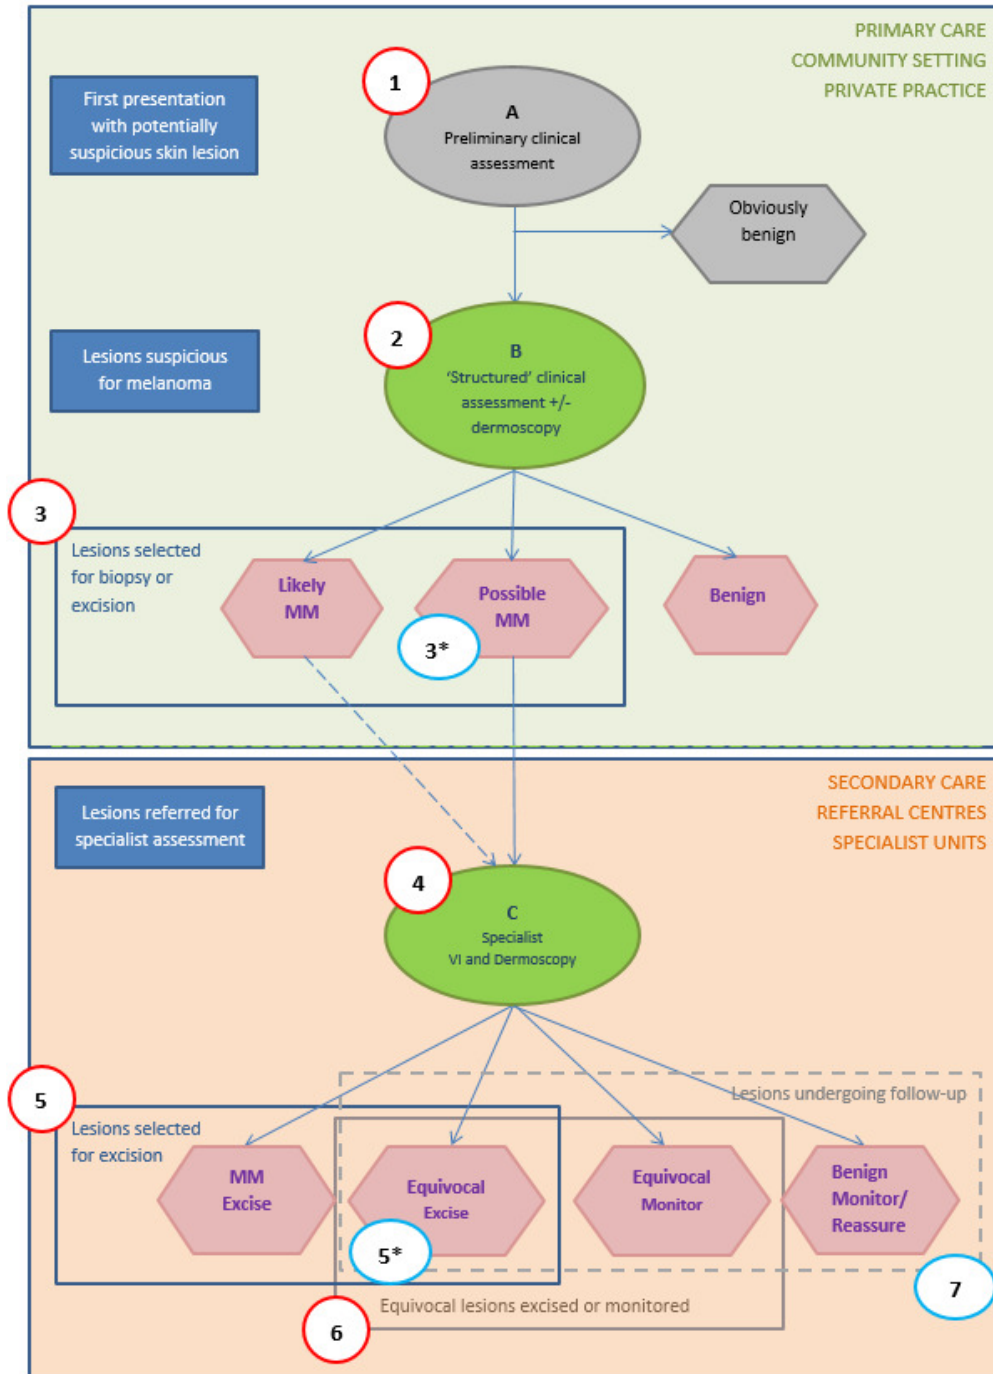 PRIMARY CARE
COMMUNITY SETTING
PRIVATE PRACTICE
First presentation
with potentially
suspicious skin lesion
1
A
Preliminary clinical
assessment
Obviously
benign
Lesions suspicious
for melanoma
2
B
‘Structured’ clinical
assessment +/-
dermoscopy
3
Lesions selected
for biopsy or
excision
Likely
MM
Possible
MM
3*
Benign
SECONDARY CARE
REFERRAL CENTRES
SPECIALIST UNITS
Lesions referred for
specialist assessment
4
C
Specialist
VI and Dermoscopy
Lesions undergoing follow-up
5
Lesions selected
for excision
MM
Excise
Equivocal
Excise
5*
Equivocal
Monitor
Benign
Monitor/
Reassure
7
Equivocal lesions excised or monitored
6